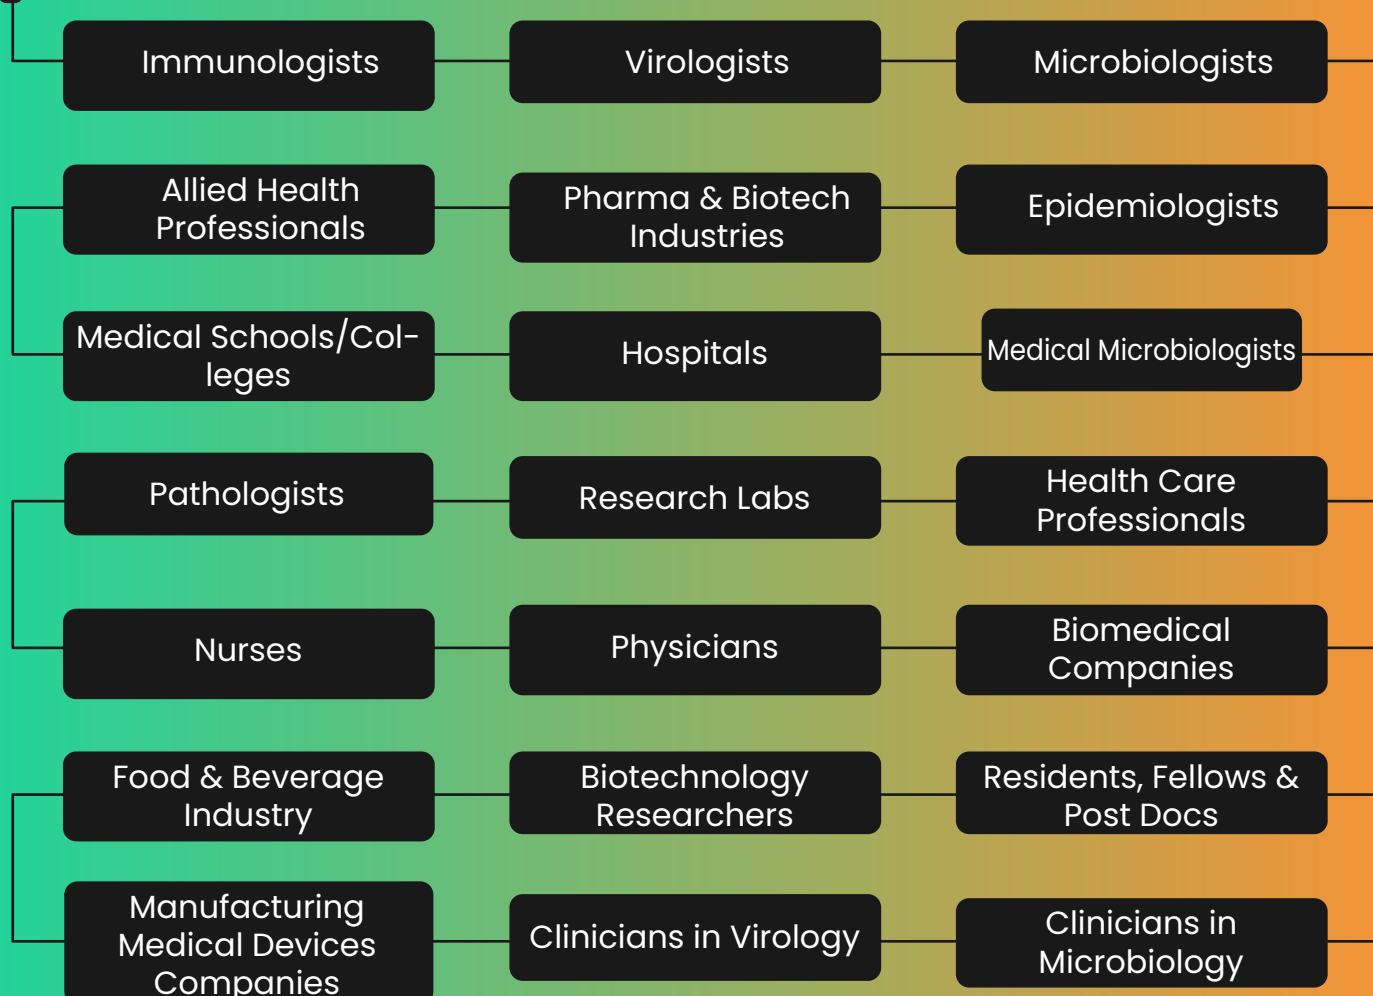 Immunologists
Virologists
Microbiologists
Allied Health
Professionals
Pharma & Biotech
Industries
Epidemiologists
Medical Schools/Col-
leges
Hospitals
Medical Microbiologists
Pathologists
Research Labs
Health Care
Professionals
Nurses
Physicians
Biomedical
Companies
Food & Beverage
Industry
Biotechnology
Researchers
Residents, Fellows &
Post Docs
Manufacturing
Medical Devices
Companies
Clinicians in Virology
Clinicians in
Microbiology